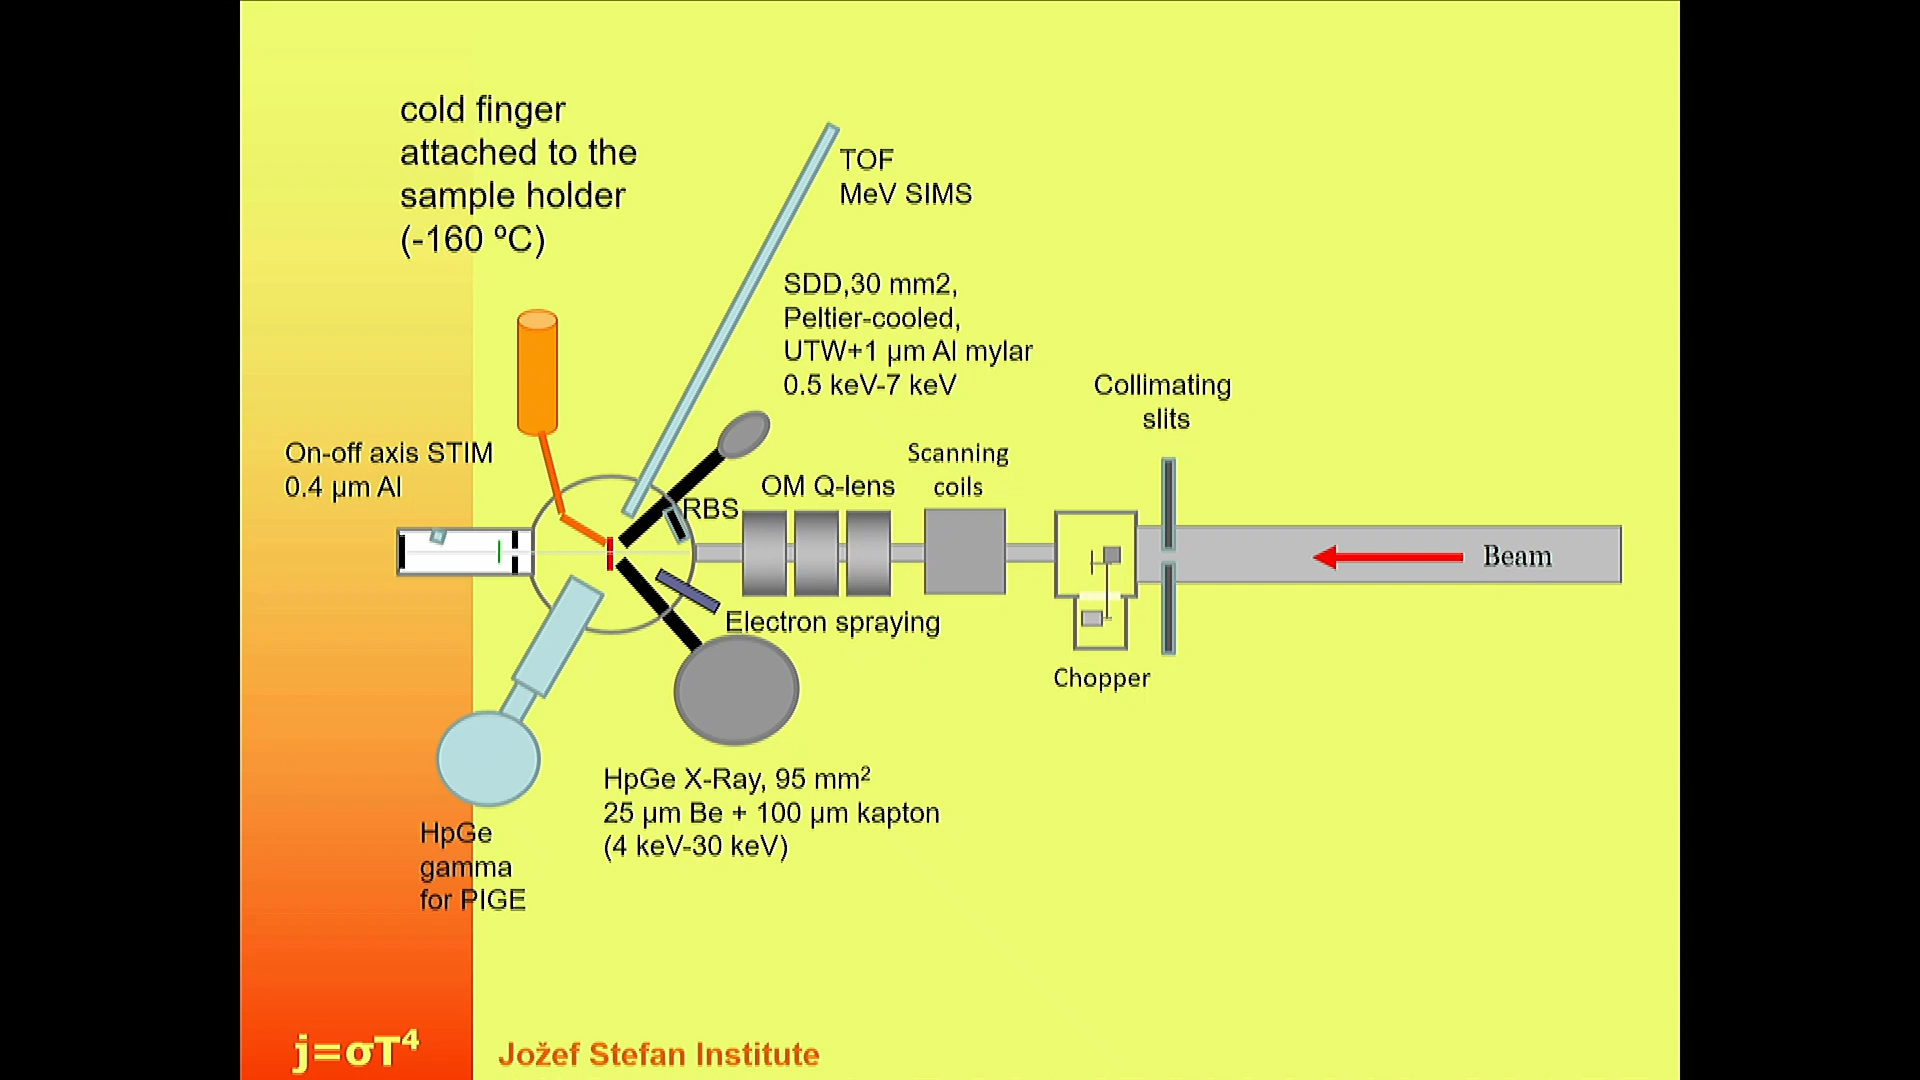 cold finger
attached to the
sample holder
(-160 ºC)
TOF
MeV SIMS
SDD,30 mm2,
Peltier-cooled,
UTW+1 µm Al mylar
0.5 keV-7 keV
Collimating
slits
On-off axis STIM
0.4 µm Al
Scanning
coils
OM Q-lens
RBS
Beam
Electron spraying
Chopper
HpGe X-Ray, 95 mm²
25 µm Be + 100 µm kapton
(4 keV-30 keV)
HpGe
gamma
for PIGE
j=σT⁴
Jožef Stefan Institute